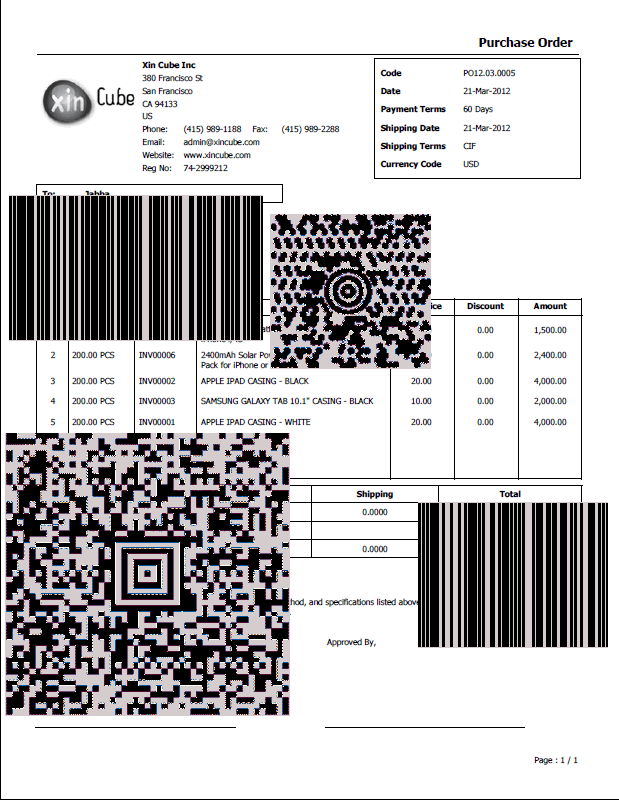 Purchase Order
xin Cube
Xin Cube Inc
380 Francisco St
San Francisco
CA 94133
US
Phone: (415) 989-1188 Fax: (415) 989-2288
Email: admin@xincube.com
Website: www.xincube.com
Reg No: 74-2999212
Code PO12.03.0005
Date 21-Mar-2012
Payment Terms 60 Days
Shipping Date 21-Mar-2012
Shipping Terms CIF
Currency Code USD
To: Jabba
ice Discount Amount
0.00 1,500.00
2 200.00 PCS INV00006 2400mAh Solar 0.00 2,400.00
Pack for iPhone or
3 200.00 PCS INV00002 APPLE IPAD CASING - BLACK 20.00 0.00 4,000.00
4 200.00 PCS INV00003 SAMSUNG GALAXY TAB 10.1" CASING - BLACK 10.00 0.00 2,000.00
5 200.00 PCS INV00001 APPLE IPAD CASING - WHITE 20.00 0.00 4,000.00
Shipping Total
0.0000
0.0000
hod, and specifications listed above
Approved By,
Page : 1 / 1